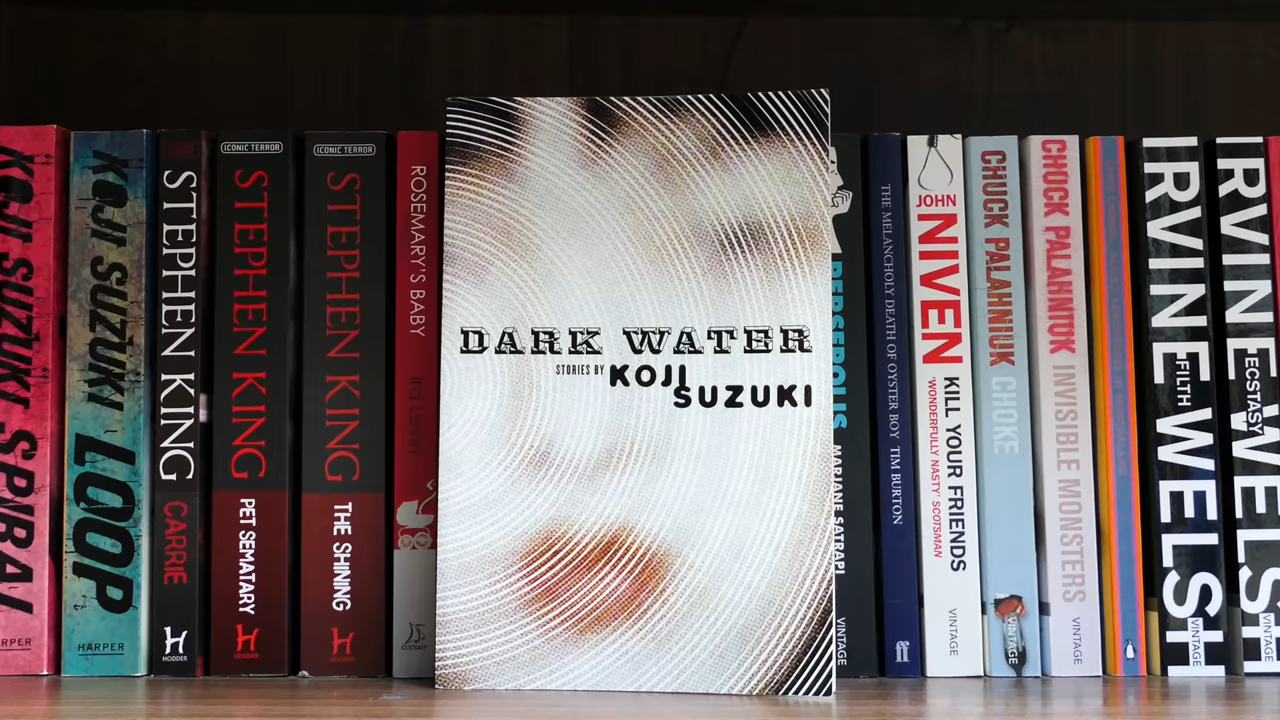 KOJI SUZUKI SPIRAL
HARPER
KOJI SUZUKI LOOP
HARPER
STEPHEN KING CARRIE
HODDER
ICONIC TERROR
STEPHEN KING
PET SEMATARY
ICONIC TERROR
STEPHEN KING
THE SHINING
ROSEMARY'S BABY
Ira Levin
CORSAIR
DARK WATER
STORIES BY KOJI
SUZUKI
PERSEPOLIS MARJANE SATRAPI
VINTAGE
THE MELANCHOLY DEATH OF OYSTER BOY TIM BURTON
JOHN
NIVEN
KILL YOUR FRIENDS
'WONDERFULLY NASTY' SCOTSMAN
VINTAGE
CHUCK PALAHNIUK CHOKE
VINTAGE
CHUCK PALAHNIUK INVISIBLE MONSTERS
VINTAGE
IRVINE WELSH
FILTH
VINTAGE
IRVINE WELSH
ECSTASY
VINTAGE